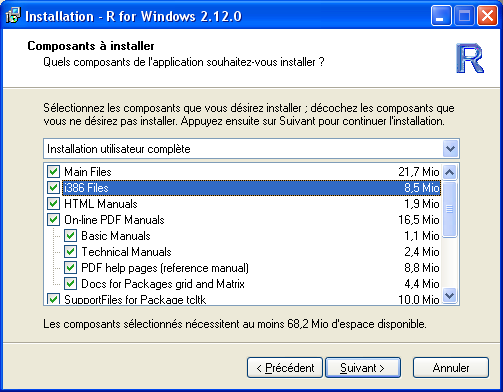 Installation - R for Windows 2.12.0
Composants à installer
Quels composants de l'application souhaitez-vous installer ?
R
Sélectionnez les composants que vous désirez installer ; décochez les composants que
vous ne désirez pas installer. Appuyez ensuite sur Suivant pour continuer l'installation.
Installation utilisateur complète
Main Files 21,7 Mio
i386 Files 8,5 Mio
HTML Manuals 1,9 Mio
On-line PDF Manuals 16,5 Mio
Basic Manuals 1,1 Mio
Technical Manuals 2,4 Mio
PDF help pages (reference manual) 8,8 Mio
Docs for Packages grid and Matrix 4,4 Mio
SupportFiles for Package tcltk 10,0 Mio
Les composants sélectionnés nécessitent au moins 68,2 Mio d'espace disponible.
< Précédent Suivant > Annuler